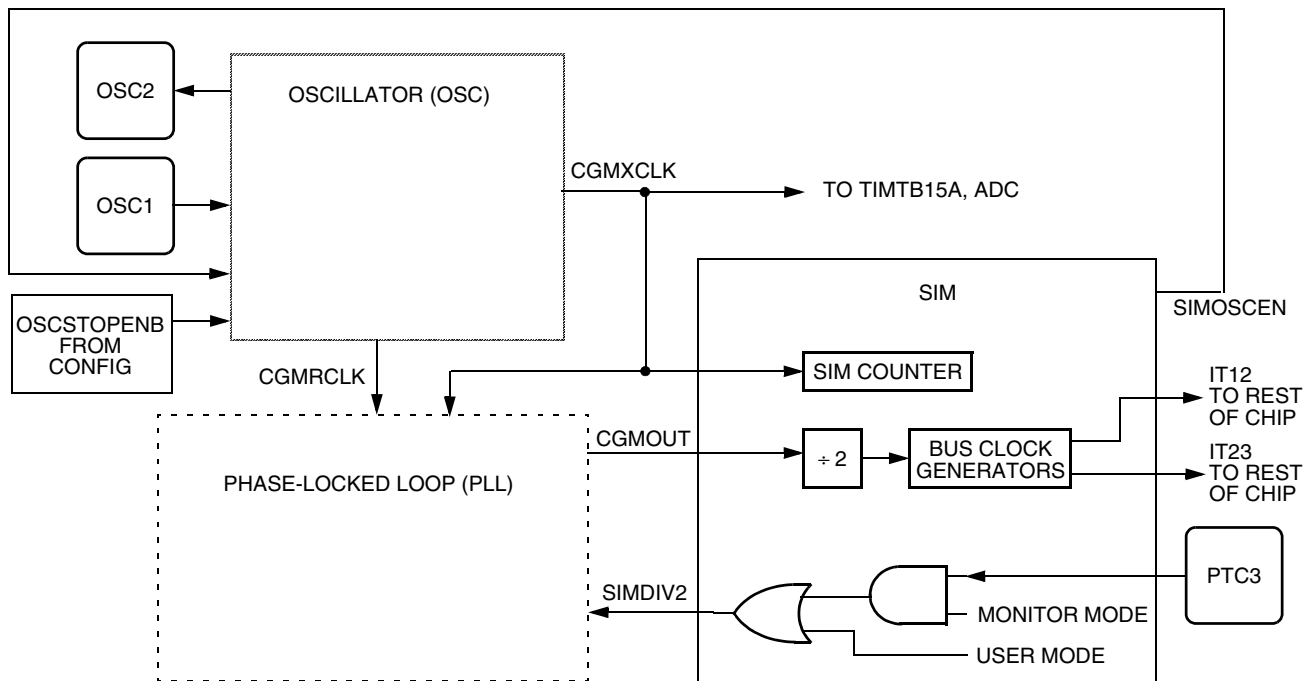 OSC2
OSCILLATOR (OSC)
CGMXCLK
OSC1
TO TIMTB15A, ADC
SIM
SIMOSCEN
OSCSTOPENB
FROM
CONFIG
CGMRCLK
SIM COUNTER
IT12
TO REST
OF CHIP
CGMOUT
÷ 2
BUS CLOCK
GENERATORS
IT23
TO REST
OF CHIP
PHASE-LOCKED LOOP (PLL)
PTC3
SIMDIV2
MONITOR MODE
USER MODE